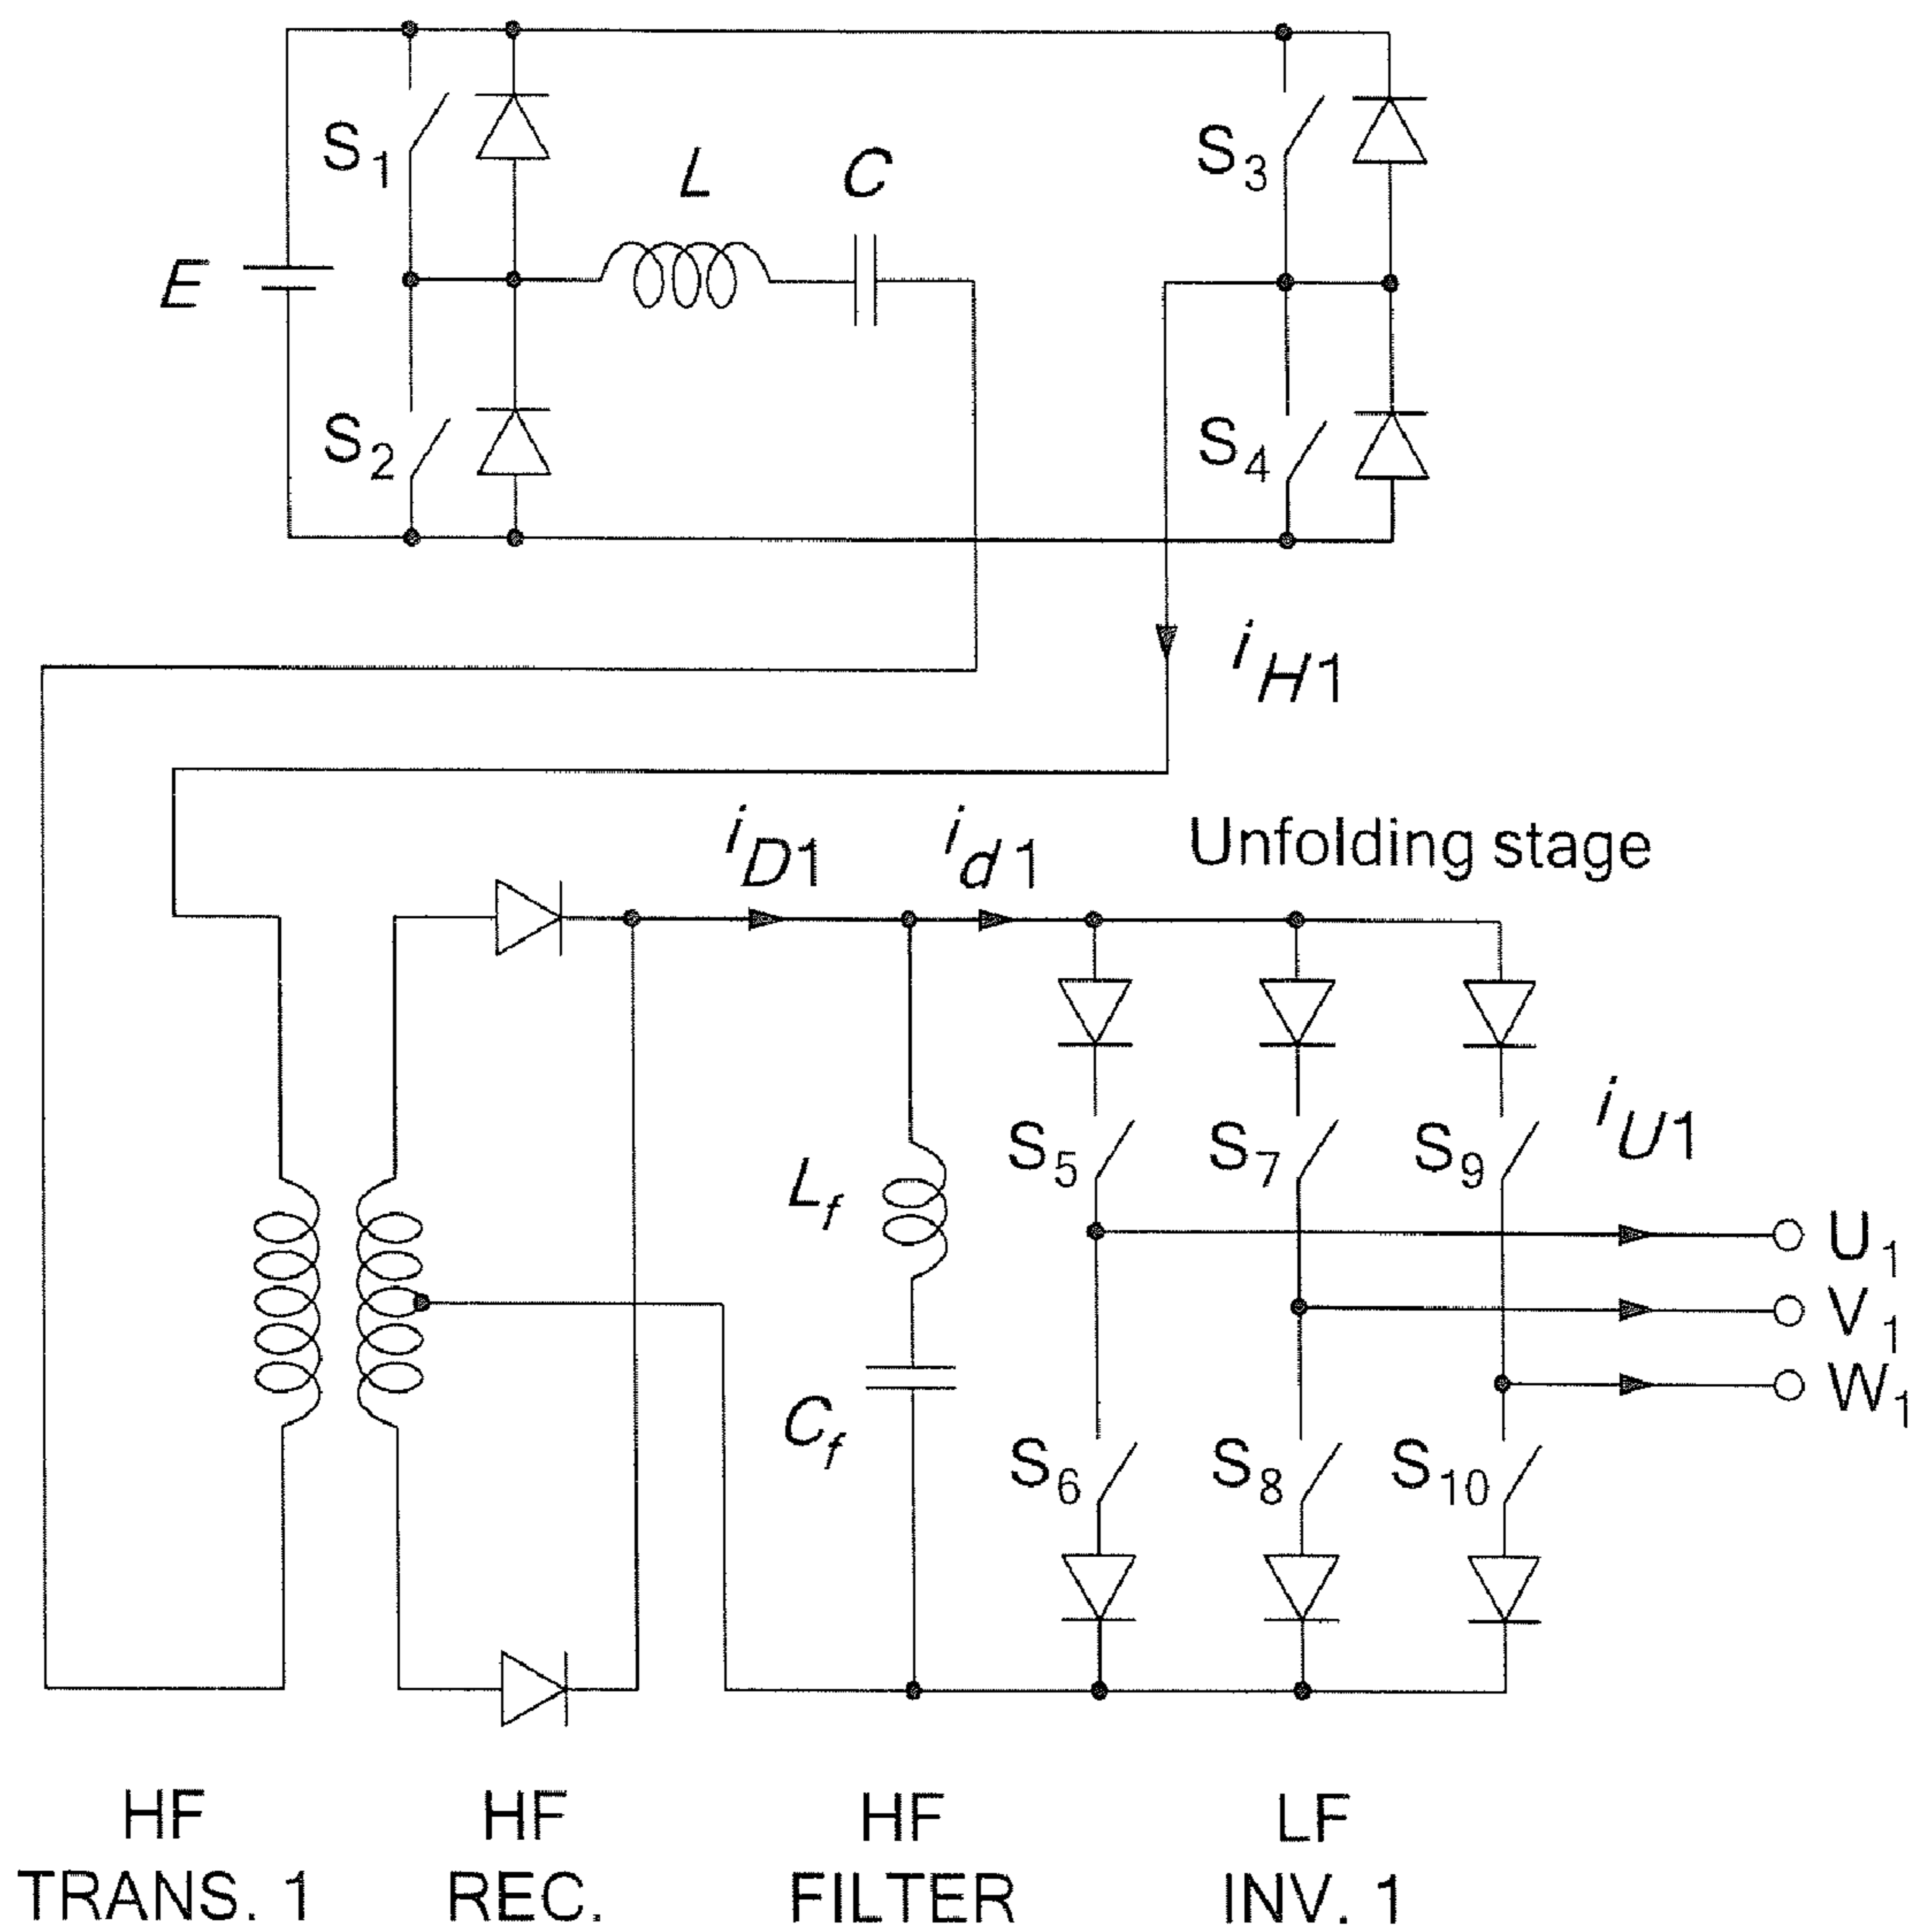 S1
L
C
S3
E
S2
S4
iH1
iD1
id1
Unfolding stage
iU1
S5
S7
S9
Lf
U1
V1
W1
Cf
S6
S8
S10
HF
TRANS. 1
HF
REC.
HF
FILTER
LF
INV. 1